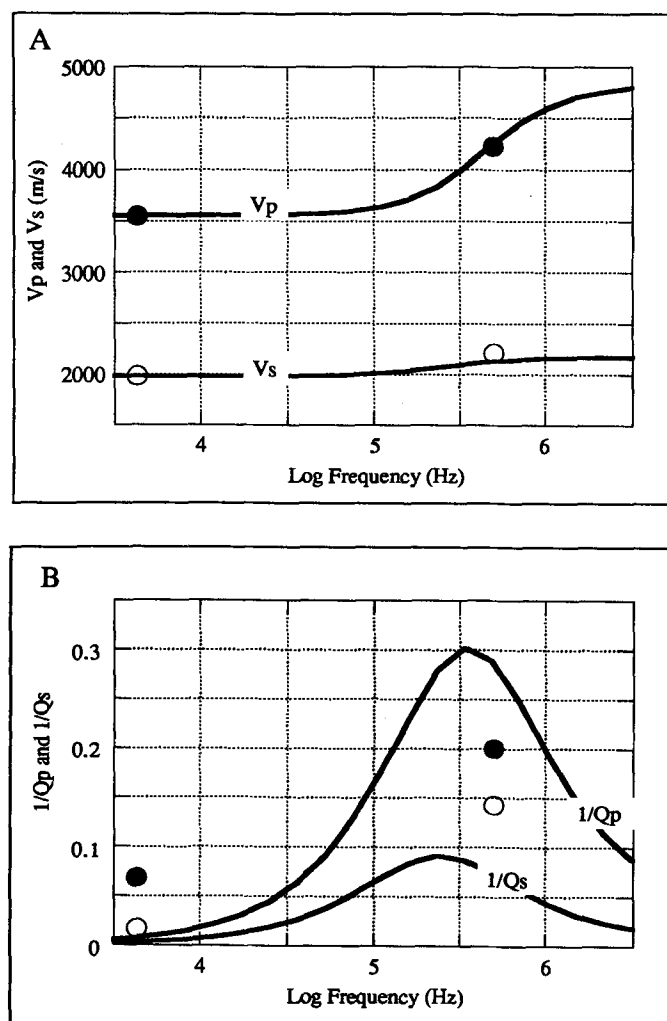 A
Vp and Vs (m/s)
5000
4000
3000
2000
Vp
Vs
4 5 6
Log Frequency (Hz)
B
1/Qp and 1/Qs
0.3
0.2
0.1
0
1/Qp
1/Qs
4 5 6
Log Frequency (Hz)